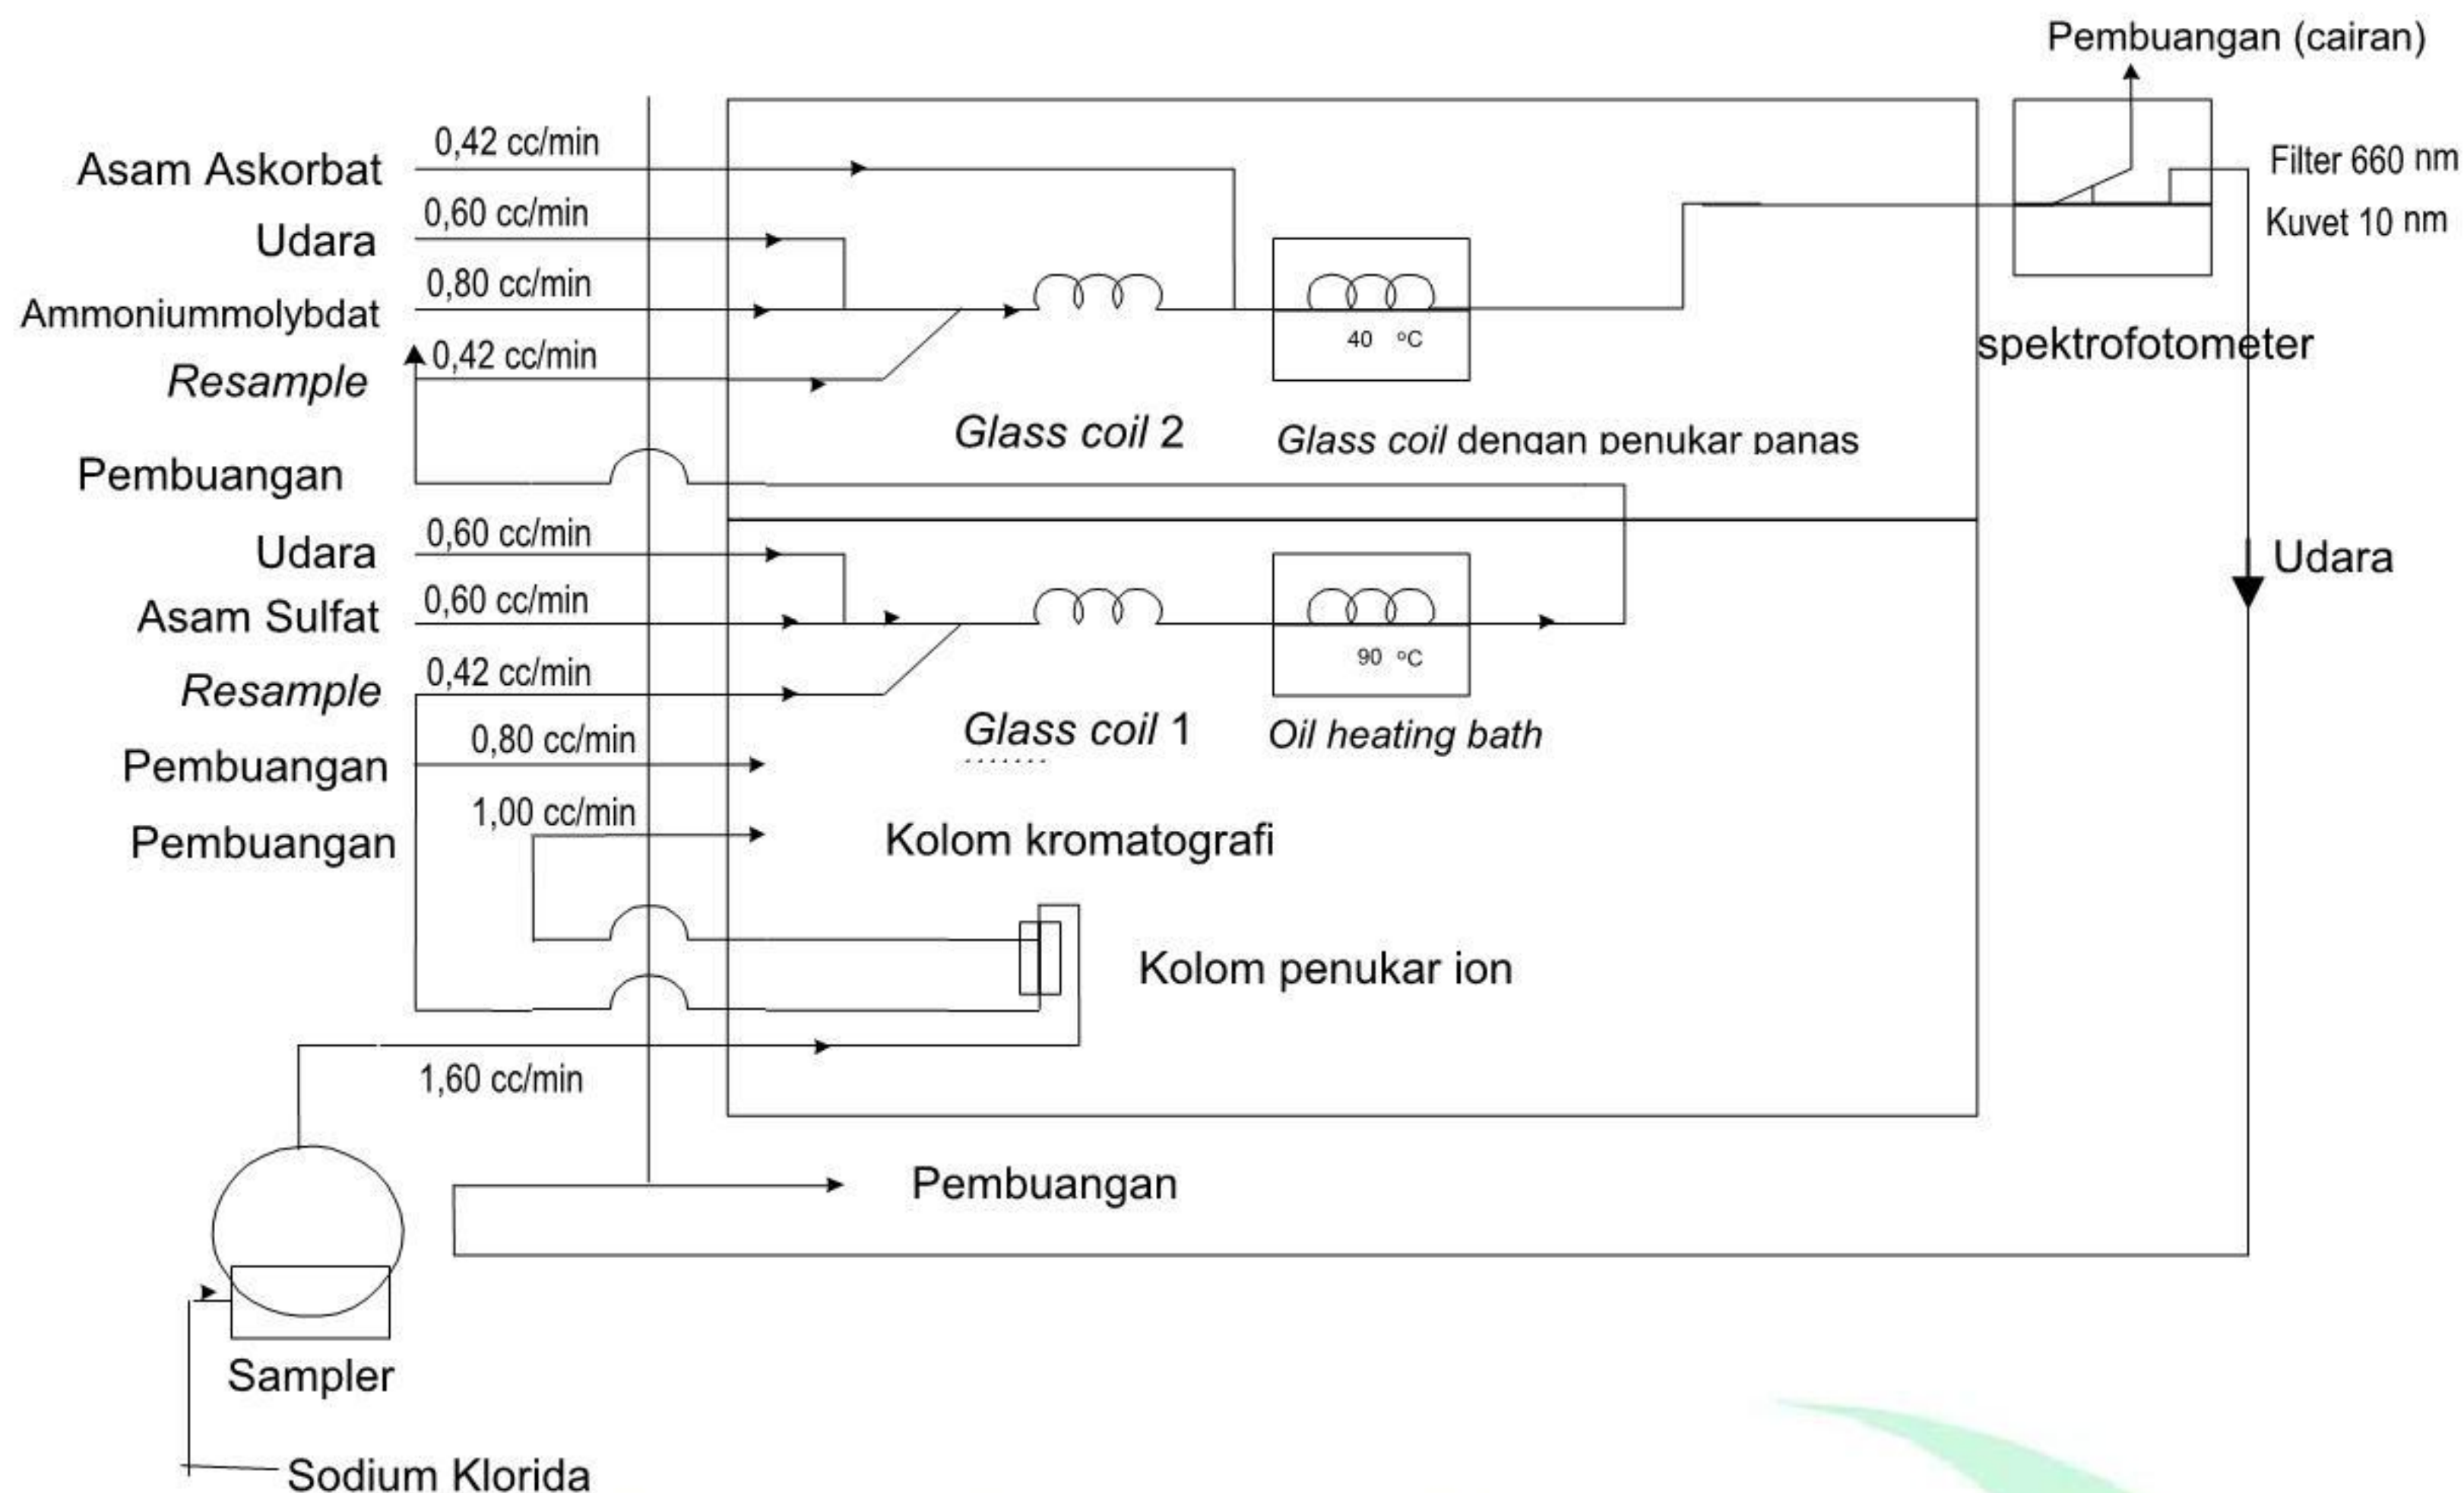 Pembuangan (cairan)
0,42 cc/min
Asam Askorbat
Filter 660 nm
0,60 cc/min
Udara
Kuvet 10 nm
0,80 cc/min
Ammoniummolybdat
40 °C
spektrofotometer
0,42 cc/min
Resample
Glass coil 2
Glass coil dengan penukar panas
Pembuangan
0,60 cc/min
Udara
Udara
0,60 cc/min
Asam Sulfat
90 °C
0,42 cc/min
Resample
Glass coil 1
Oil heating bath
0,80 cc/min
Pembuangan
1,00 cc/min
Pembuangan
Kolom kromatografi
Kolom penukar ion
1,60 cc/min
Pembuangan
Sampler
Sodium Klorida